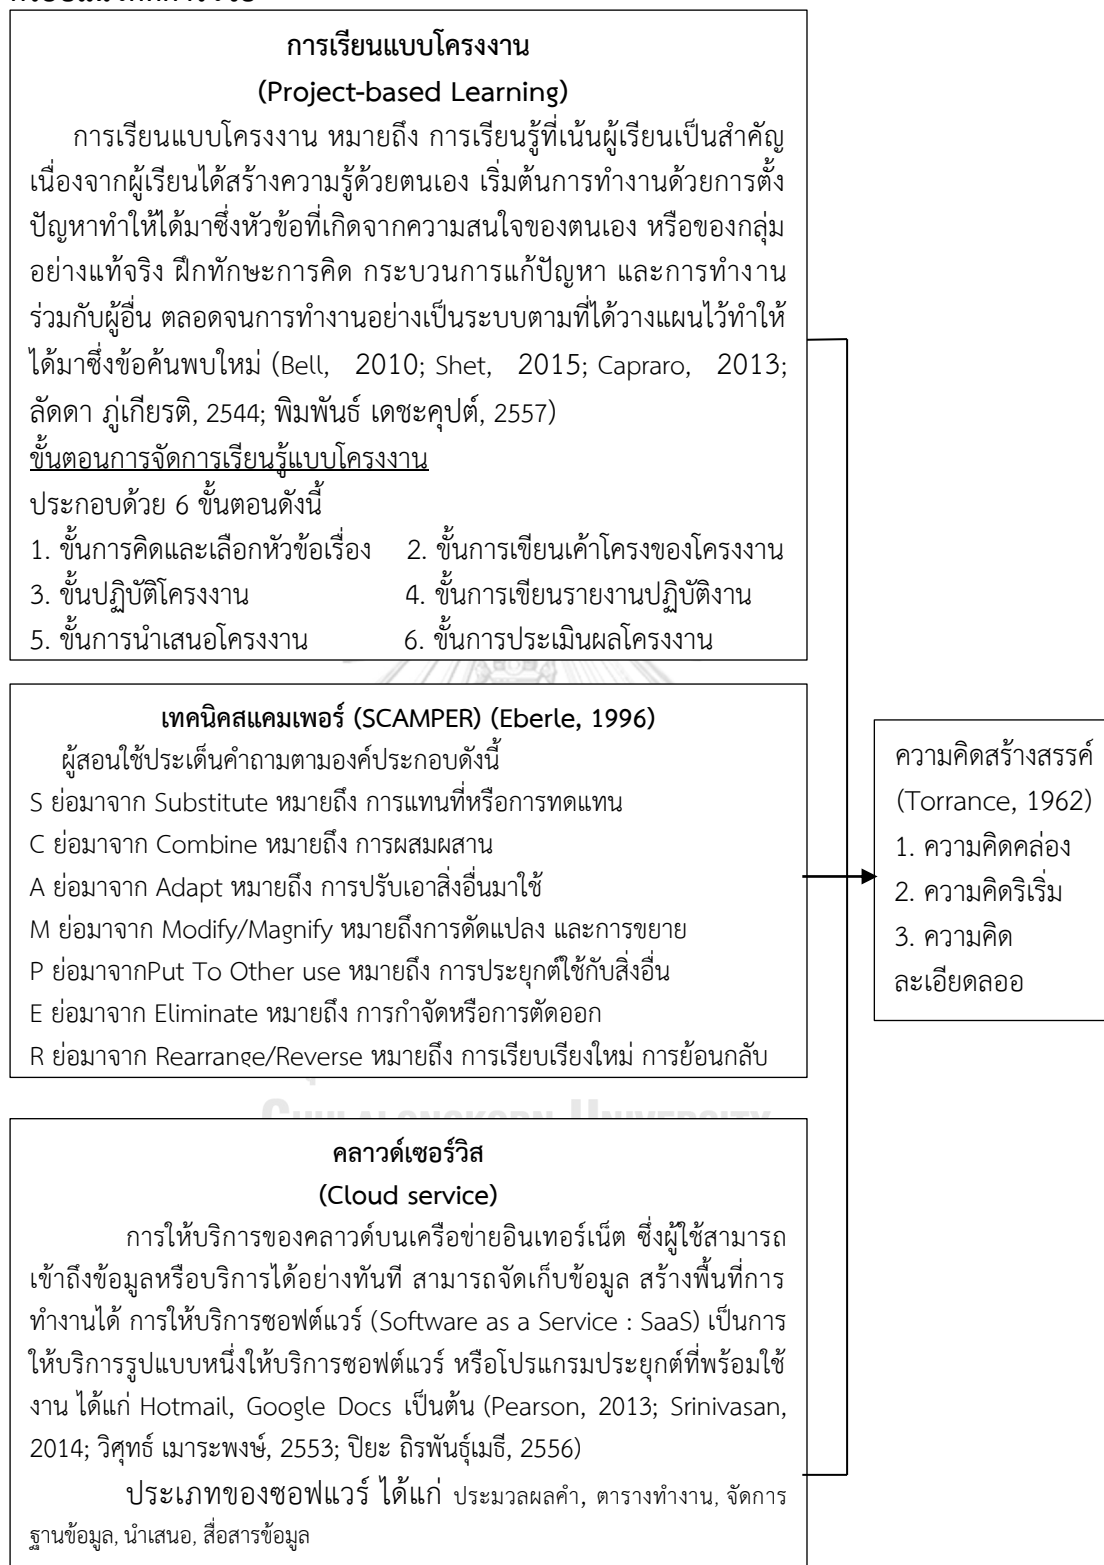 การเรียนแบบโครงงาน
(Project-based Learning)
การเรียนแบบโครงงาน หมายถึง การเรียนรู้ที่เน้นผู้เรียนเป็นสำคัญ
เนื่องจากผู้เรียนได้สร้างความรู้ด้วยตนเอง เริ่มต้นการทำงานด้วยการตั้ง
ปัญหาทำให้ได้มาซึ่งหัวข้อที่เกิดจากความสนใจของตนเอง หรือของกลุ่ม
อย่างแท้จริง ฝึกทักษะการคิด กระบวนการแก้ปัญหา และการทำงาน
ร่วมกับผู้อื่น ตลอดจนการทำงานอย่างเป็นระบบตามที่ได้วางแผนไว้ทำให้
ได้มาซึ่งข้อค้นพบใหม่ (Bell, 2010; Shet, 2015; Capraro, 2013;
ลัดดา ภู่เกียรติ, 2544; พิมพันธ์ เดชะคุปต์, 2557)
ขั้นตอนการจัดการเรียนรู้แบบโครงงาน
ประกอบด้วย 6 ขั้นตอนดังนี้
1. ขั้นการคิดและเลือกหัวข้อเรื่อง 2. ขั้นการเขียนเค้าโครงของโครงงาน
3. ขั้นปฏิบัติโครงงาน 4. ขั้นการเขียนรายงานปฏิบัติงาน
5. ขั้นการนำเสนอโครงงาน 6. ขั้นการประเมินผลโครงงาน
เทคนิคสแคมเพอร์ (SCAMPER) (Eberle, 1996)
ผู้สอนใช้ประเด็นคำถามตามองค์ประกอบดังนี้
S ย่อมาจาก Substitute หมายถึง การแทนที่หรือการทดแทน
C ย่อมาจาก Combine หมายถึง การผสมผสาน
A ย่อมาจาก Adapt หมายถึง การปรับเอาสิ่งอื่นมาใช้
M ย่อมาจาก Modify/Magnify หมายถึงการดัดแปลง และการขยาย
P ย่อมาจากPut To Other use หมายถึง การประยุกต์ใช้กับสิ่งอื่น
E ย่อมาจาก Eliminate หมายถึง การกำจัดหรือการตัดออก
R ย่อมาจาก Rearrange/Reverse หมายถึง การเรียบเรียงใหม่ การย้อนกลับ
ความคิดสร้างสรรค์
(Torrance, 1962)
1. ความคิดคล่อง
2. ความคิดริเริ่ม
3. ความคิด
ละเอียดลออ
CHULALONGKORN UNIVERSITY
คลาวด์เซอร์วิส
(Cloud service)
การให้บริการของคลาวด์บนเครือข่ายอินเทอร์เน็ต ซึ่งผู้ใช้สามารถ
เข้าถึงข้อมูลหรือบริการได้อย่างทันที สามารถจัดเก็บข้อมูล สร้างพื้นที่การ
ทำงานได้ การให้บริการซอฟต์แวร์ (Software as a Service : SaaS) เป็นการ
ให้บริการรูปแบบหนึ่งให้บริการซอฟต์แวร์ หรือโปรแกรมประยุกต์ที่พร้อมใช้
งาน ได้แก่ Hotmail, Google Docs เป็นต้น (Pearson, 2013; Srinivasan,
2014; วิศุทธ์ เมาระพงษ์, 2553; ปิยะ ถิรพันธุ์เมธี, 2556)
ประเภทของซอฟแวร์ ได้แก่ ประมวลผลคำ, ตารางทำงาน, จัดการ
ฐานข้อมูล, นำเสนอ, สื่อสารข้อมูล